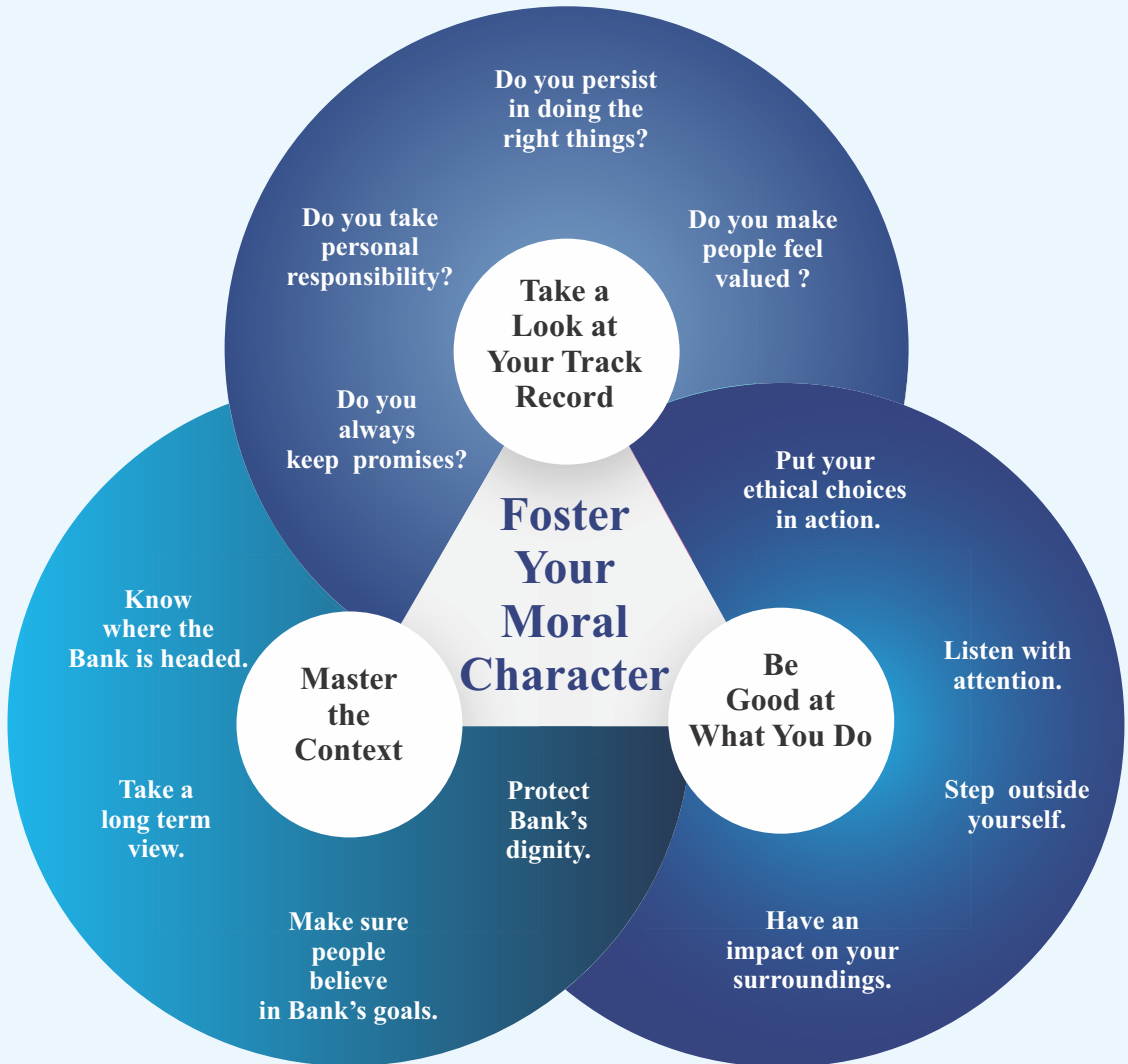 Do you persist
in doing the
right things?
Do you take
personal
responsibility?
Do you make
people feel
valued ?
Take a
Look at
Your Track
Record
Do you
always
keep  promises?
Foster
Your
Moral
Character
Put your
ethical choices
in action.
Know
where the
Bank is headed.
Master
the
Context
Be
Good at
What You Do
Listen with
attention.
Take a
long term
view.
Protect
Bank’s
dignity.
Step  outside
yourself.
Make sure
people
believe
in Bank’s goals.
Have an
impact on your
surroundings.